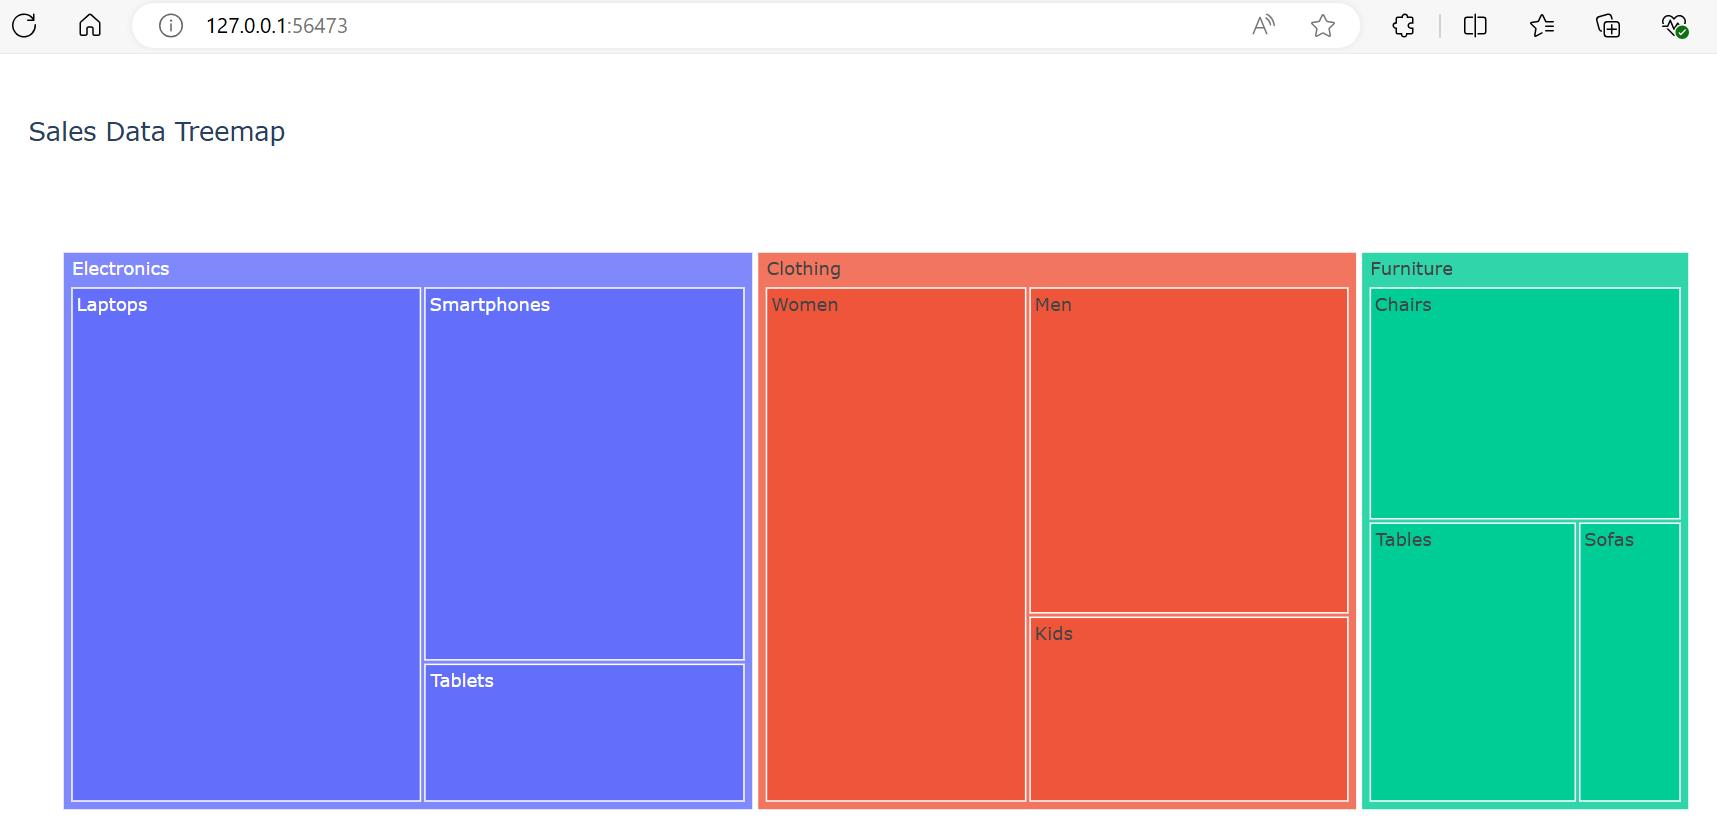 127.0.0.1:56473
Sales Data Treemap
Electronics
Laptops
Smartphones
Tablets
Clothing
Women
Men
Kids
Furniture
Chairs
Tables
Sofas